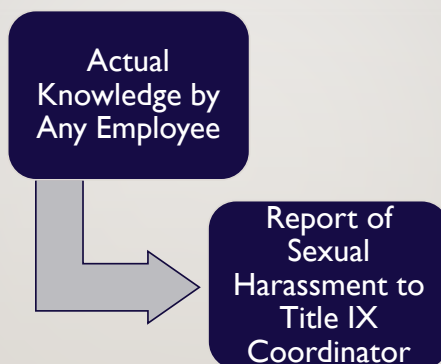 Actual
Knowledge by
Any Employee
Report of
Sexual
Harassment to
Title IX
Coordinator